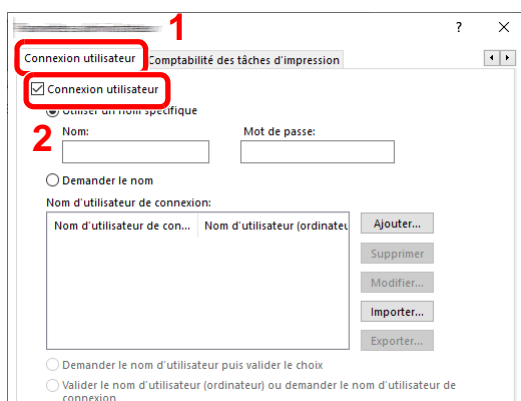 1
? ×
Connexion utilisateur Comptabilité des tâches d'impression
Connexion utilisateur
Utiliser un nom spécifique
2
Nom: Mot de passe:
Demander le nom
Nom d'utilisateur de connexion:
Nom d'utilisateur de con... Nom d'utilisateur (ordinateu
Ajouter...
Supprimer
Modifier...
Importer...
Exporter...
Demander le nom d'utilisateur puis valider le choix
Valider le nom d'utilisateur (ordinateur) ou demander le nom d'utilisateur de
connexion